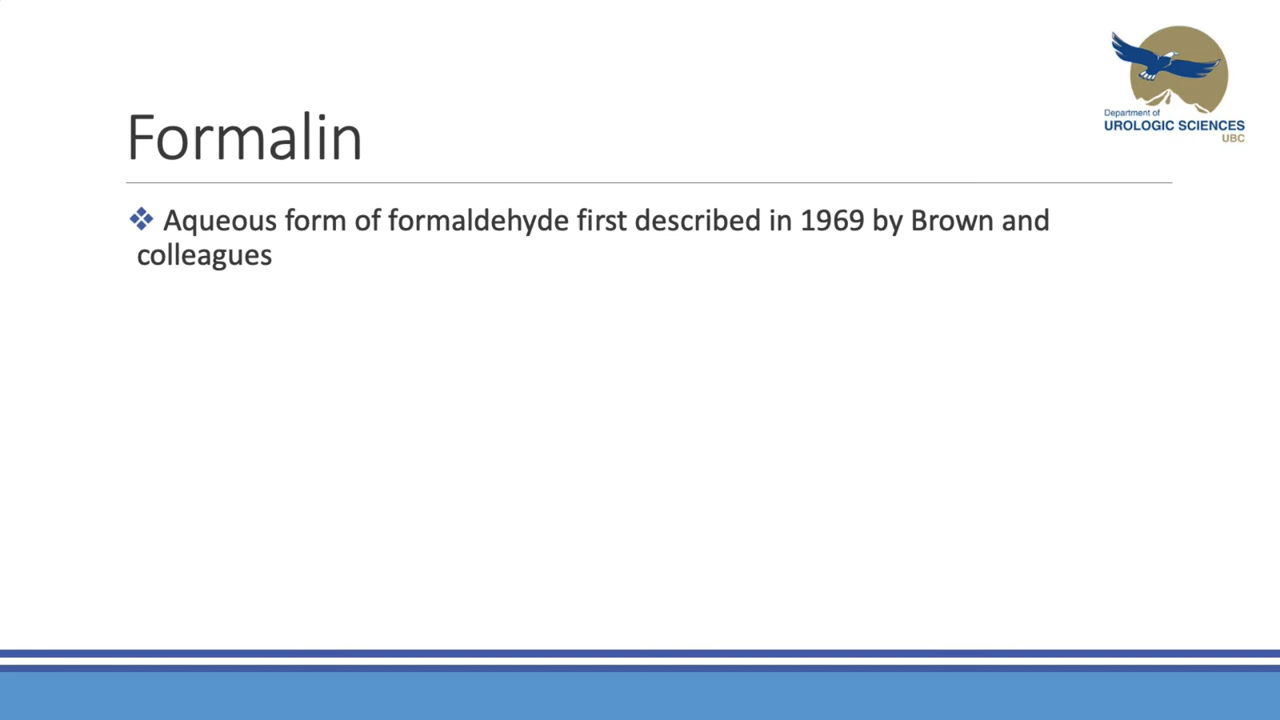 Department of
UROLOGIC SCIENCES
UBC
Formalin
❖ Aqueous form of formaldehyde first described in 1969 by Brown and
colleagues